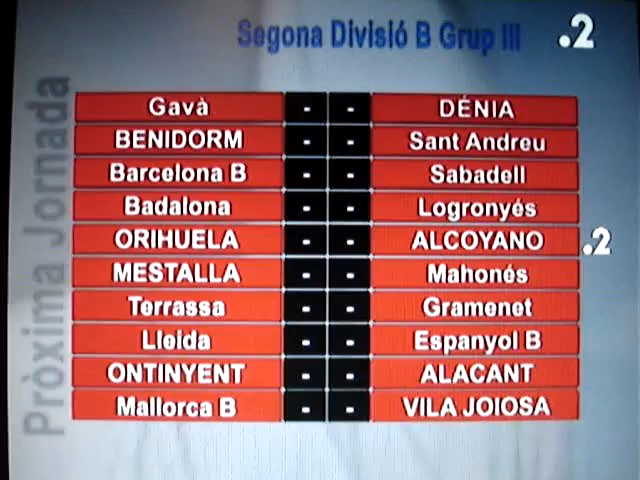 Segona Divisió B Grup III .2
Pròxima Jornada
Gavà - - DÉNIA
BENIDORM - - Sant Andreu
Barcelona B - - Sabadell
Badalona - - Logronyés
ORIHUELA - - ALCOYANO .2
MESTALLA - - Mahonés
Terrassa - - Gramenet
Lleida - - Espanyol B
ONTINYENT - - ALACANT
Mallorca B - - VILA JOIOSA